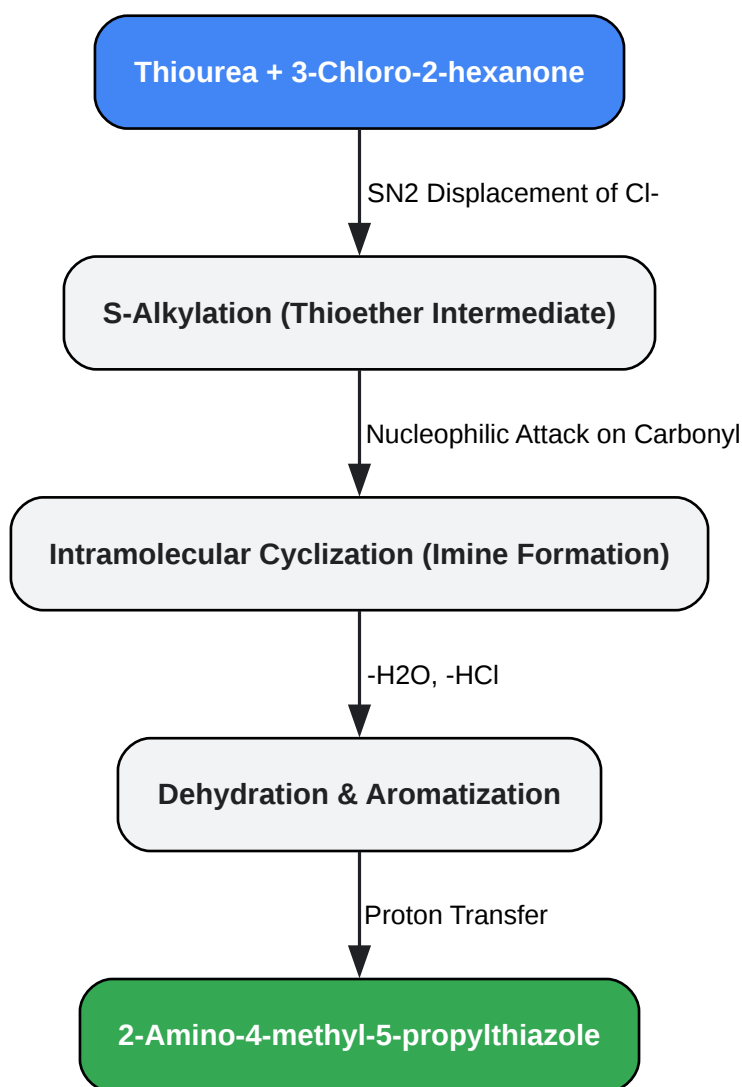 Thiourea + 3-Chloro-2-hexanone
SN2 Displacement of Cl-
S-Alkylation (Thioether Intermediate)
Nucleophilic Attack on Carbonyl
Intramolecular Cyclization (Imine Formation)
-H2O, -HCl
Dehydration & Aromatization
Proton Transfer
2-Amino-4-methyl-5-propylthiazole